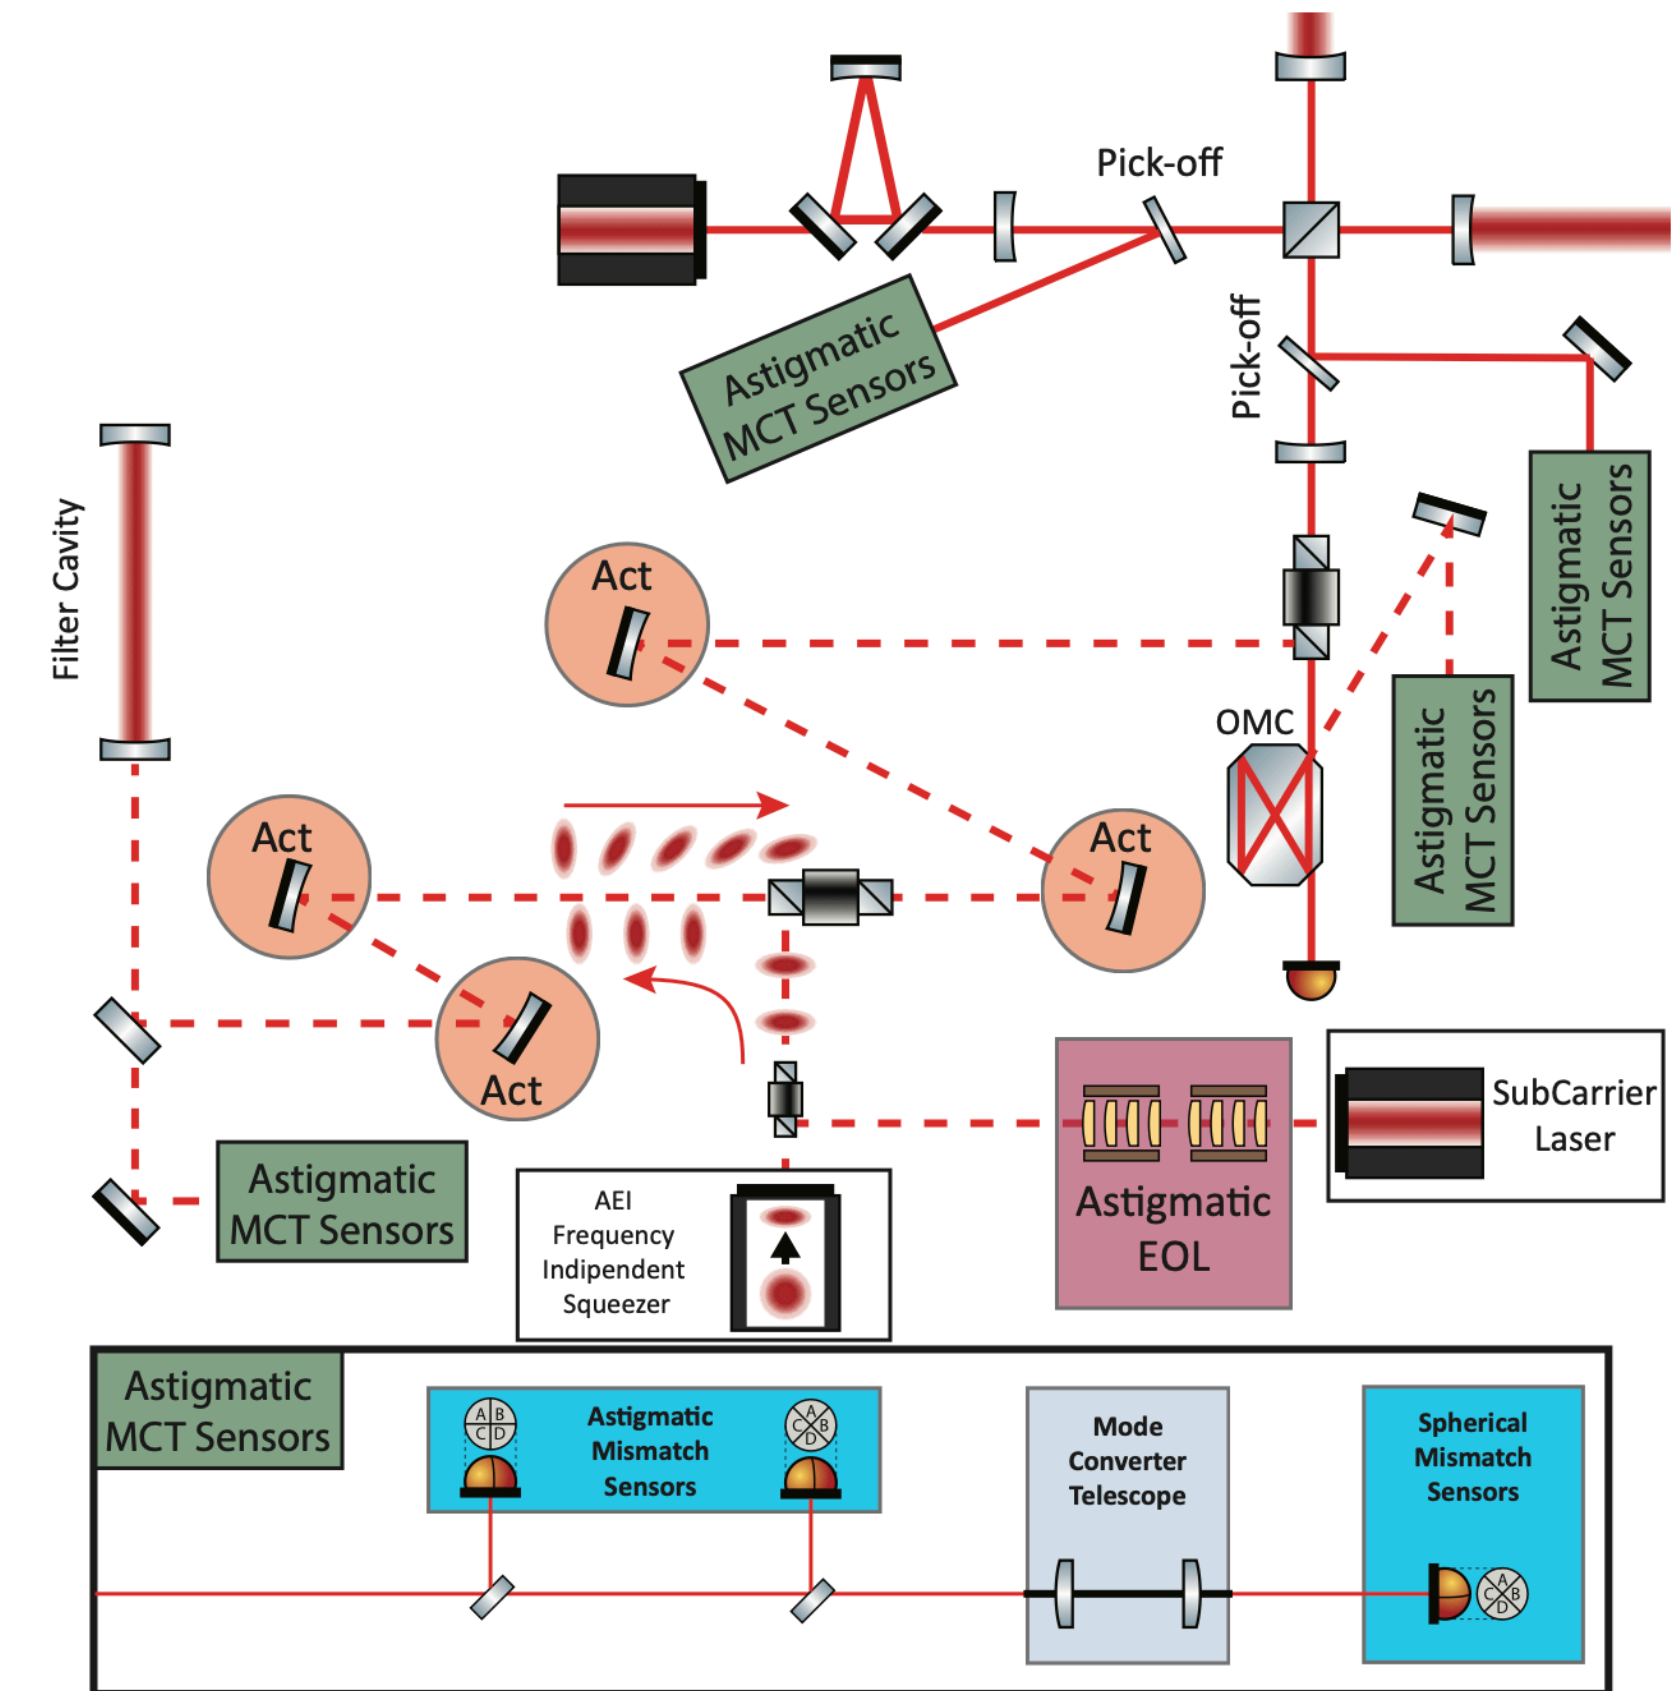 Pick-off
Astigmatic
MCT Sensors
Pick-off
Filter Cavity
Act
Astigmatic
MCT Sensors
OMC
Astigmatic
MCT Sensors
Act
Act
Act
SubCarrier
Laser
Astigmatic
EOL
Astigmatic
MCT Sensors
AEI
Frequency
Indipendent
Squeezer
Astigmatic
MCT Sensors
A B
C D
Astigmatic
Mismatch
Sensors
A
C B
D
Mode
Converter
Telescope
Spherical
Mismatch
Sensors
A
C B
D